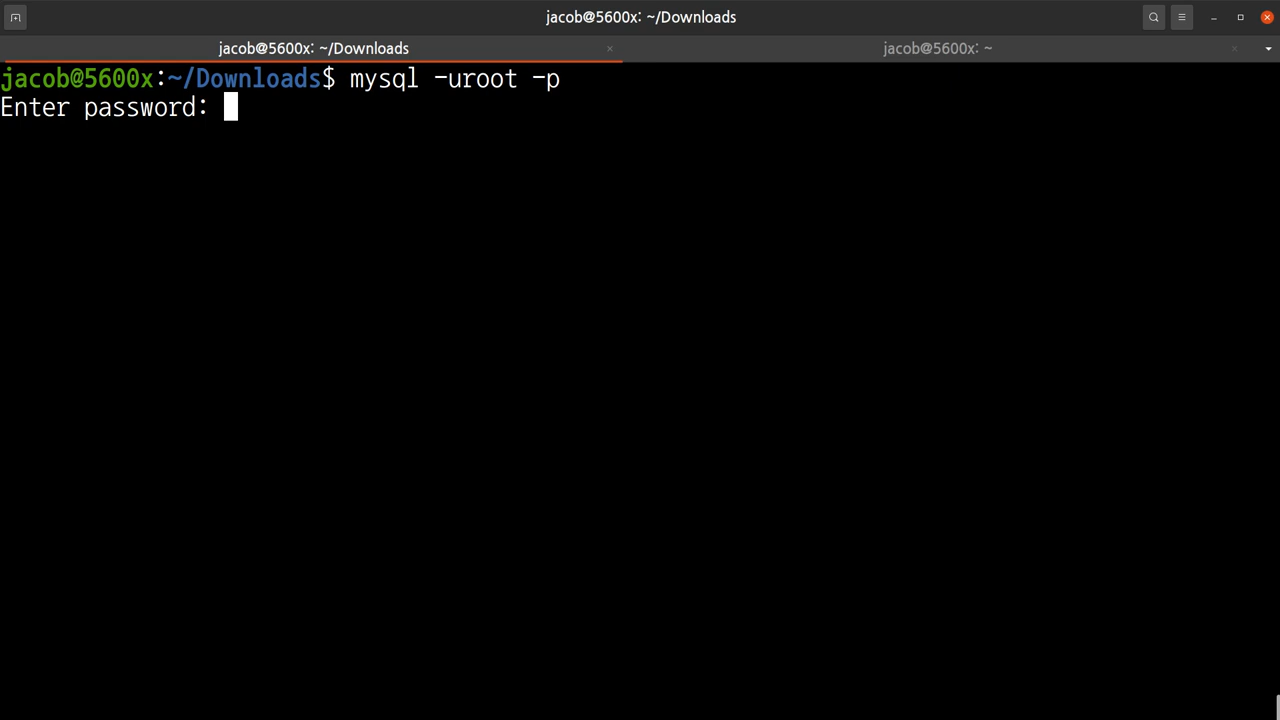 jacob@5600x: ~/Downloads
jacob@5600x: ~/Downloads
jacob@5600x: ~
jacob@5600x:~/Downloads$ mysql -uroot -p
Enter password: